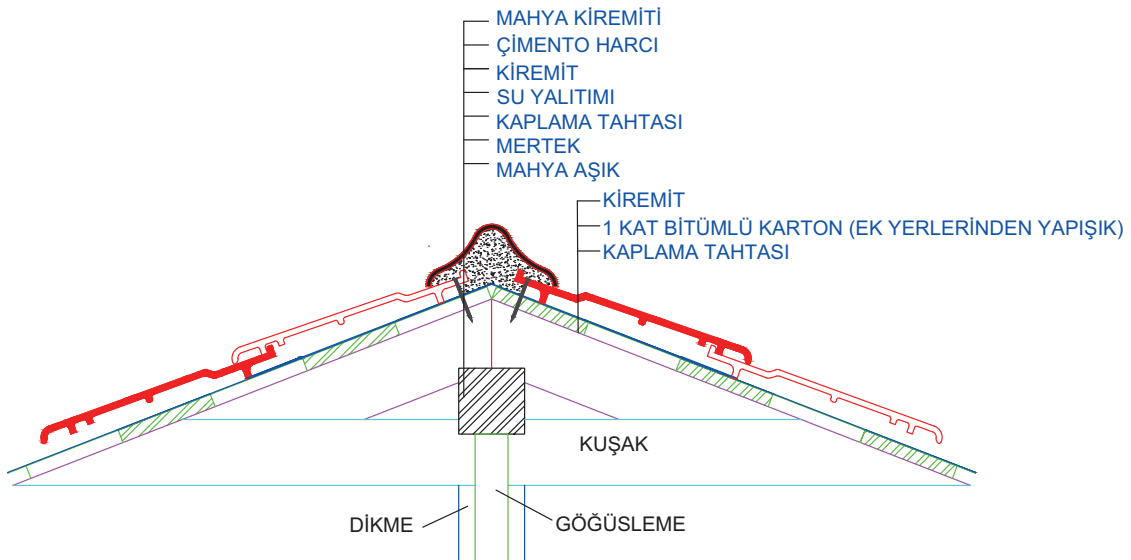 MAHYA KİREMİTİ
ÇİMENTO HARCI
KİREMİT
SU YALITIMI
KAPLAMA TAHTASI
MERTEK
MAHYA AŞIK
KİREMİT
1 KAT BİTÜMLÜ KARTON (EK YERLERİNDEN YAPIŞIK)
KAPLAMA TAHTASI
KUŞAK
DİKME
GÖĞÜSLEME